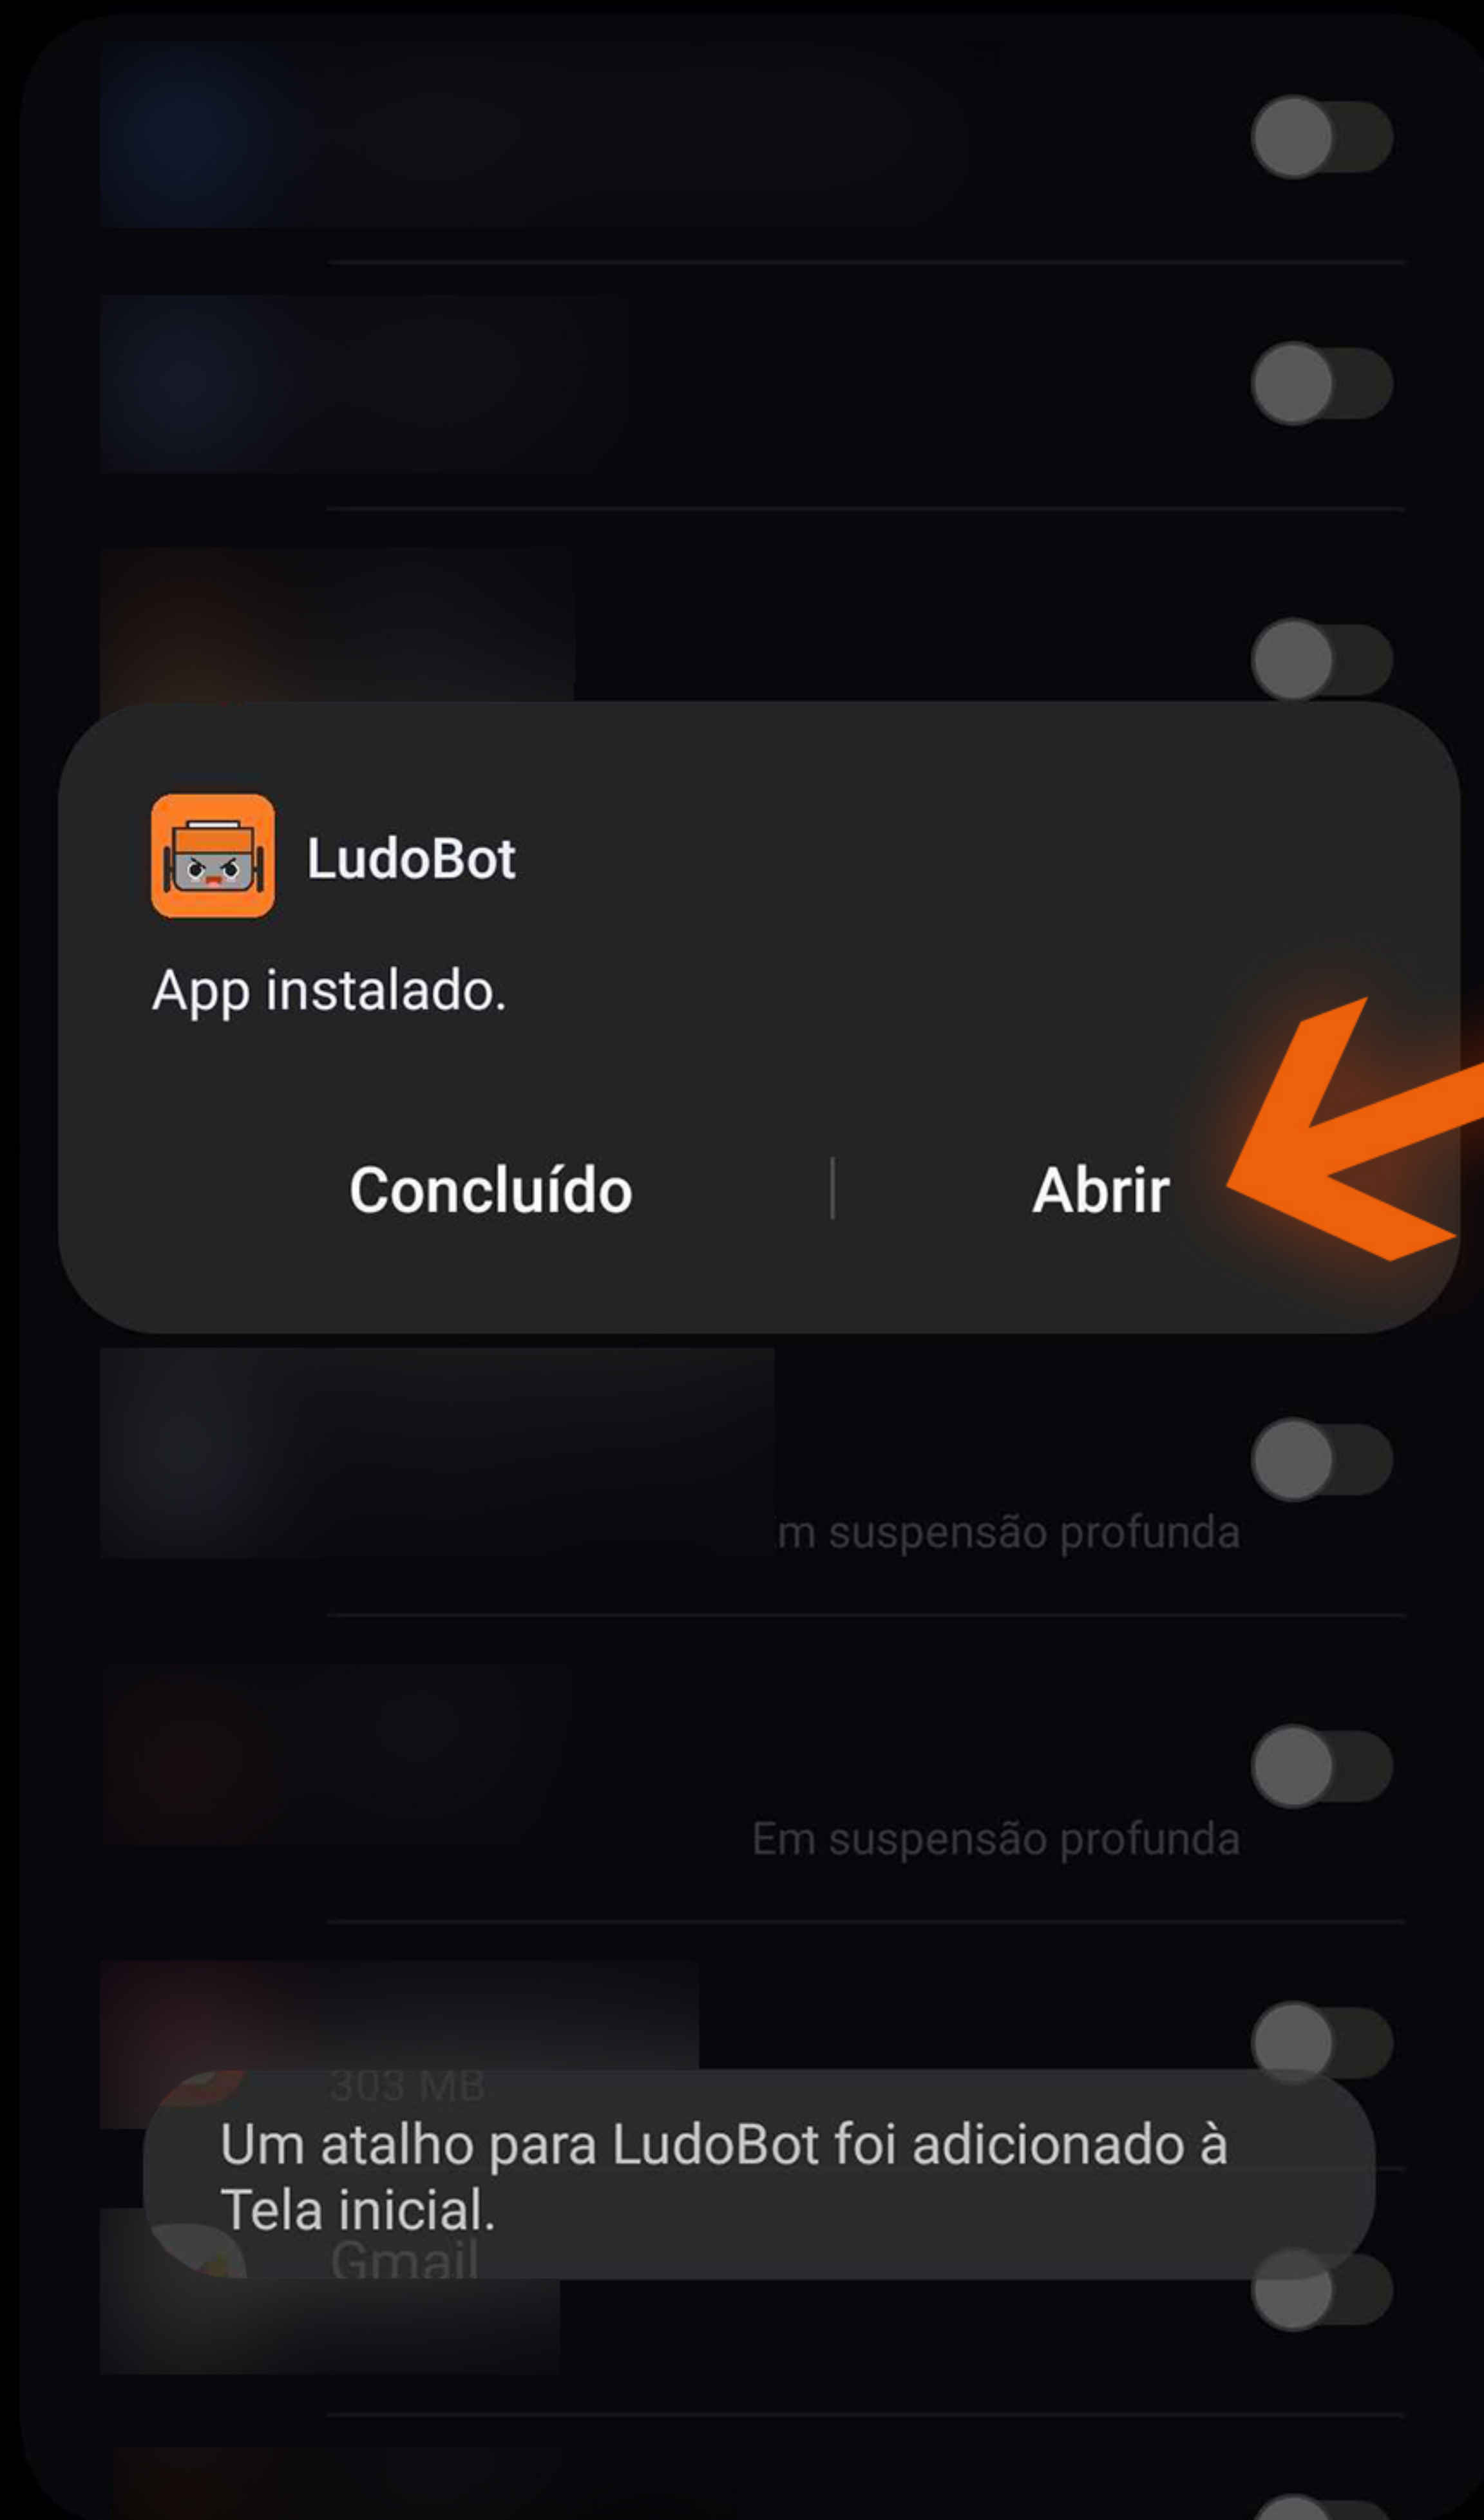 LudoBot
App instalado.
Concluído
Abrir
m suspensão profunda
Em suspensão profunda
303 MB
Um atalho para LudoBot foi adicionado à
Tela inicial.
Gmail